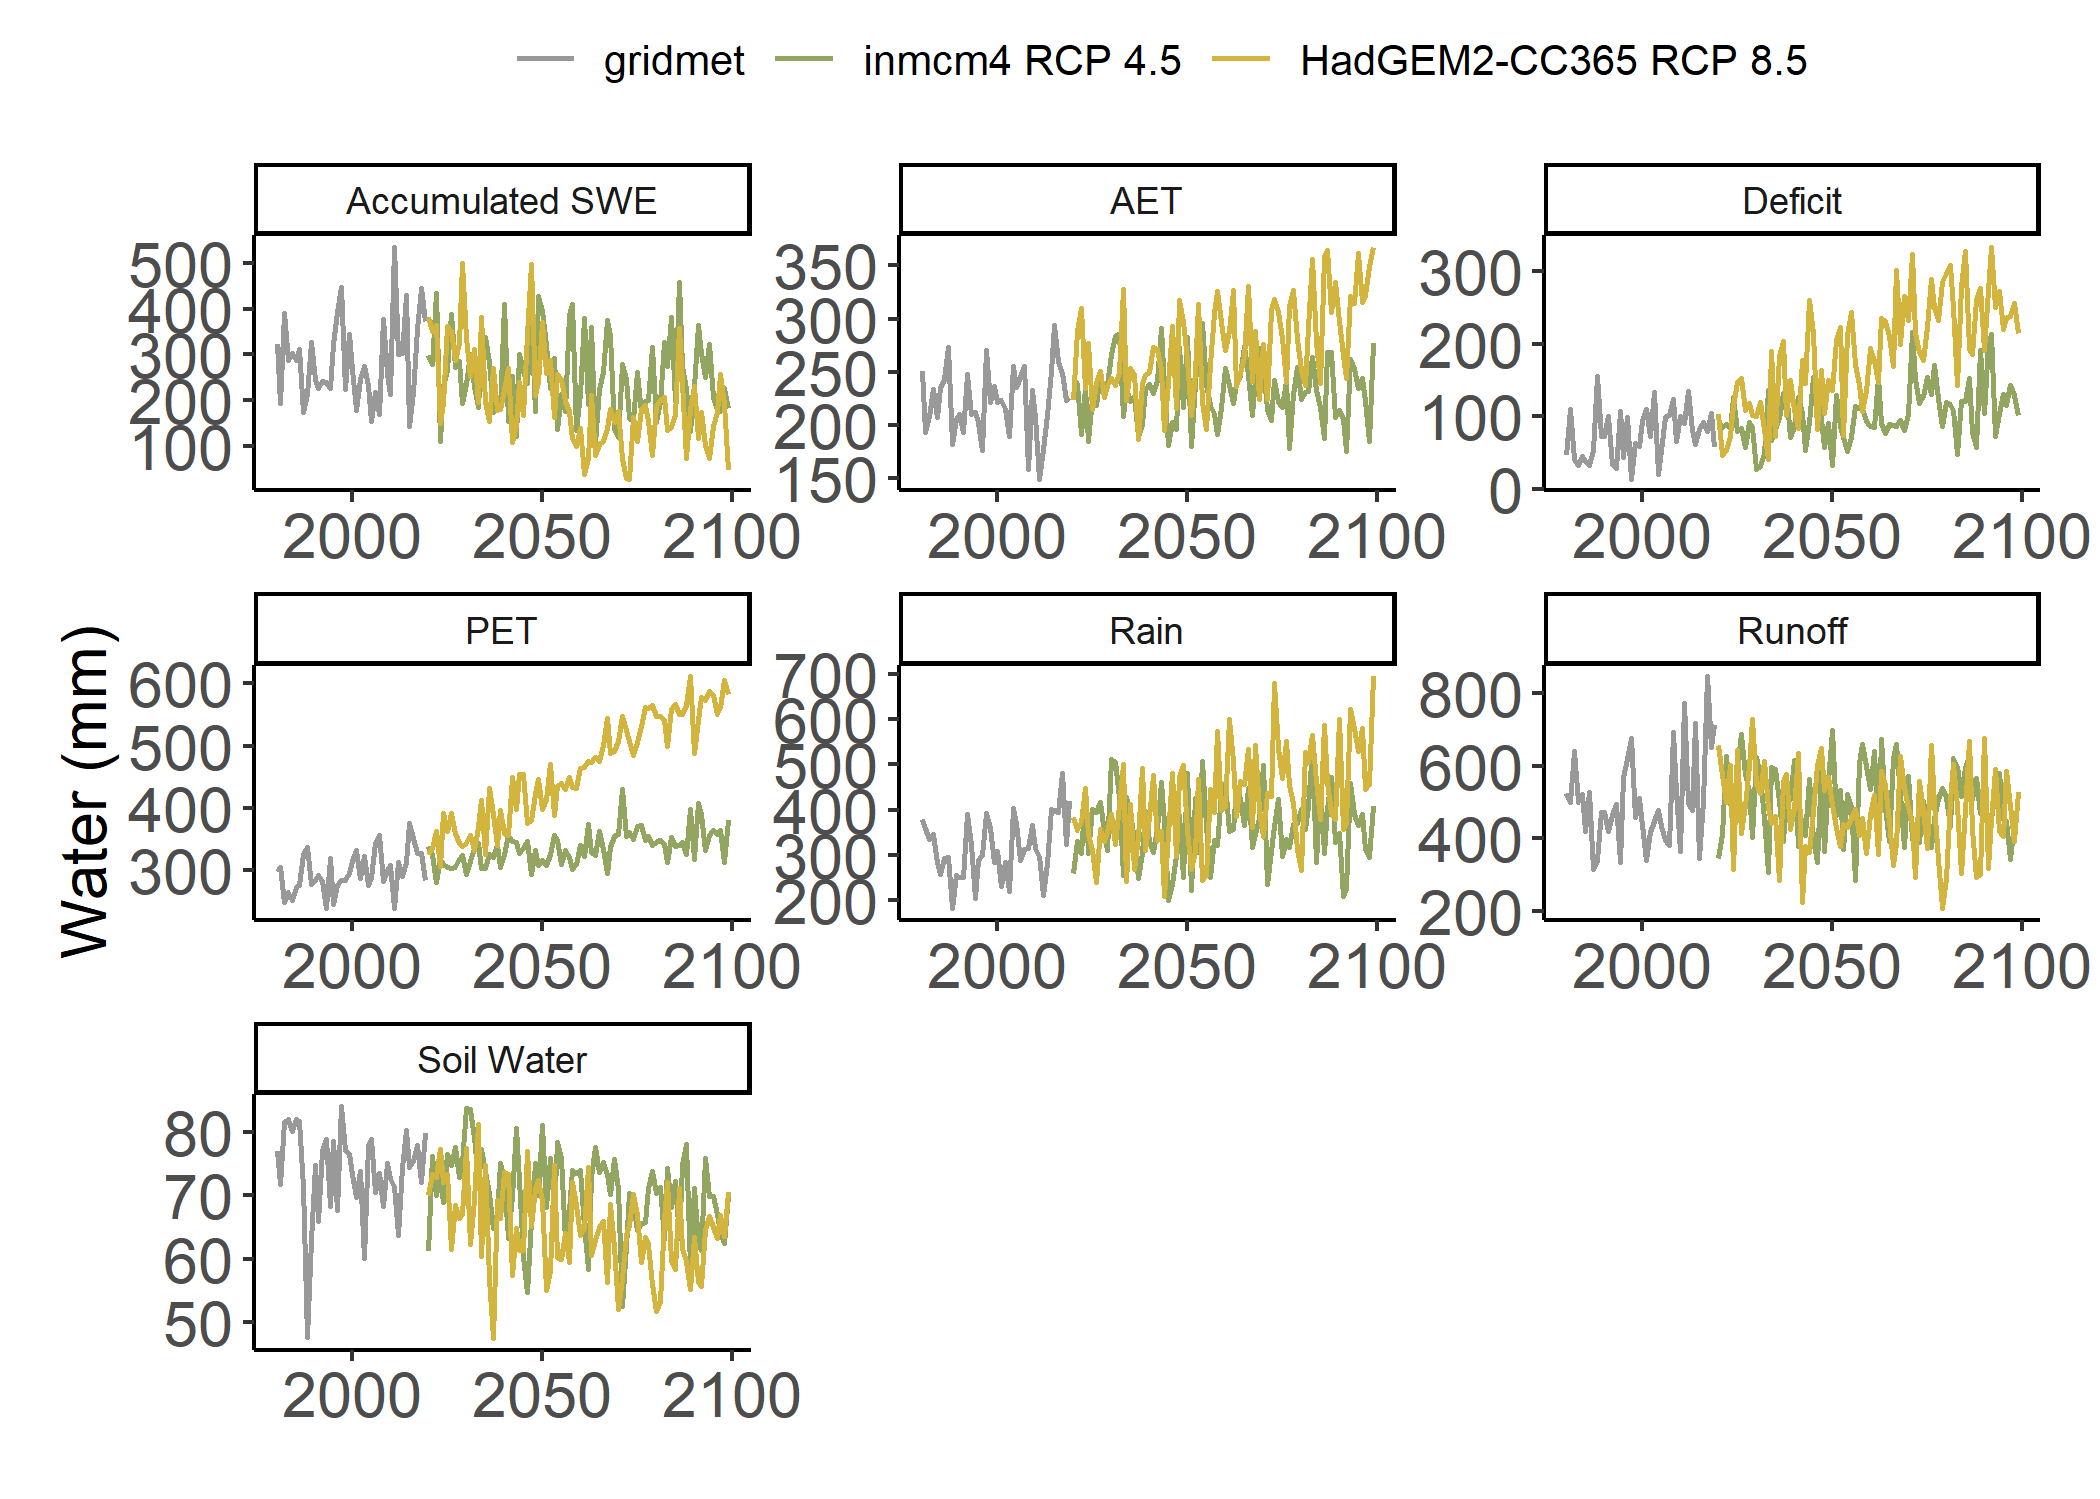 gridmet inmcm4 RCP 4.5 HadGEM2-CC365 RCP 8.5
Accumulated SWE AET Deficit
500 350 300
400 300 200
300 250 100
200 200 0
100 150
2000 2050 2100 2000 2050 2100 2000 2050 2100
Water (mm)
PET Rain Runoff
600 700 800
500 600 600
400 500 400
300 400 200
300
200
2000 2050 2100 2000 2050 2100 2000 2050 2100
Soil Water
80
70
60
50
2000 2050 2100